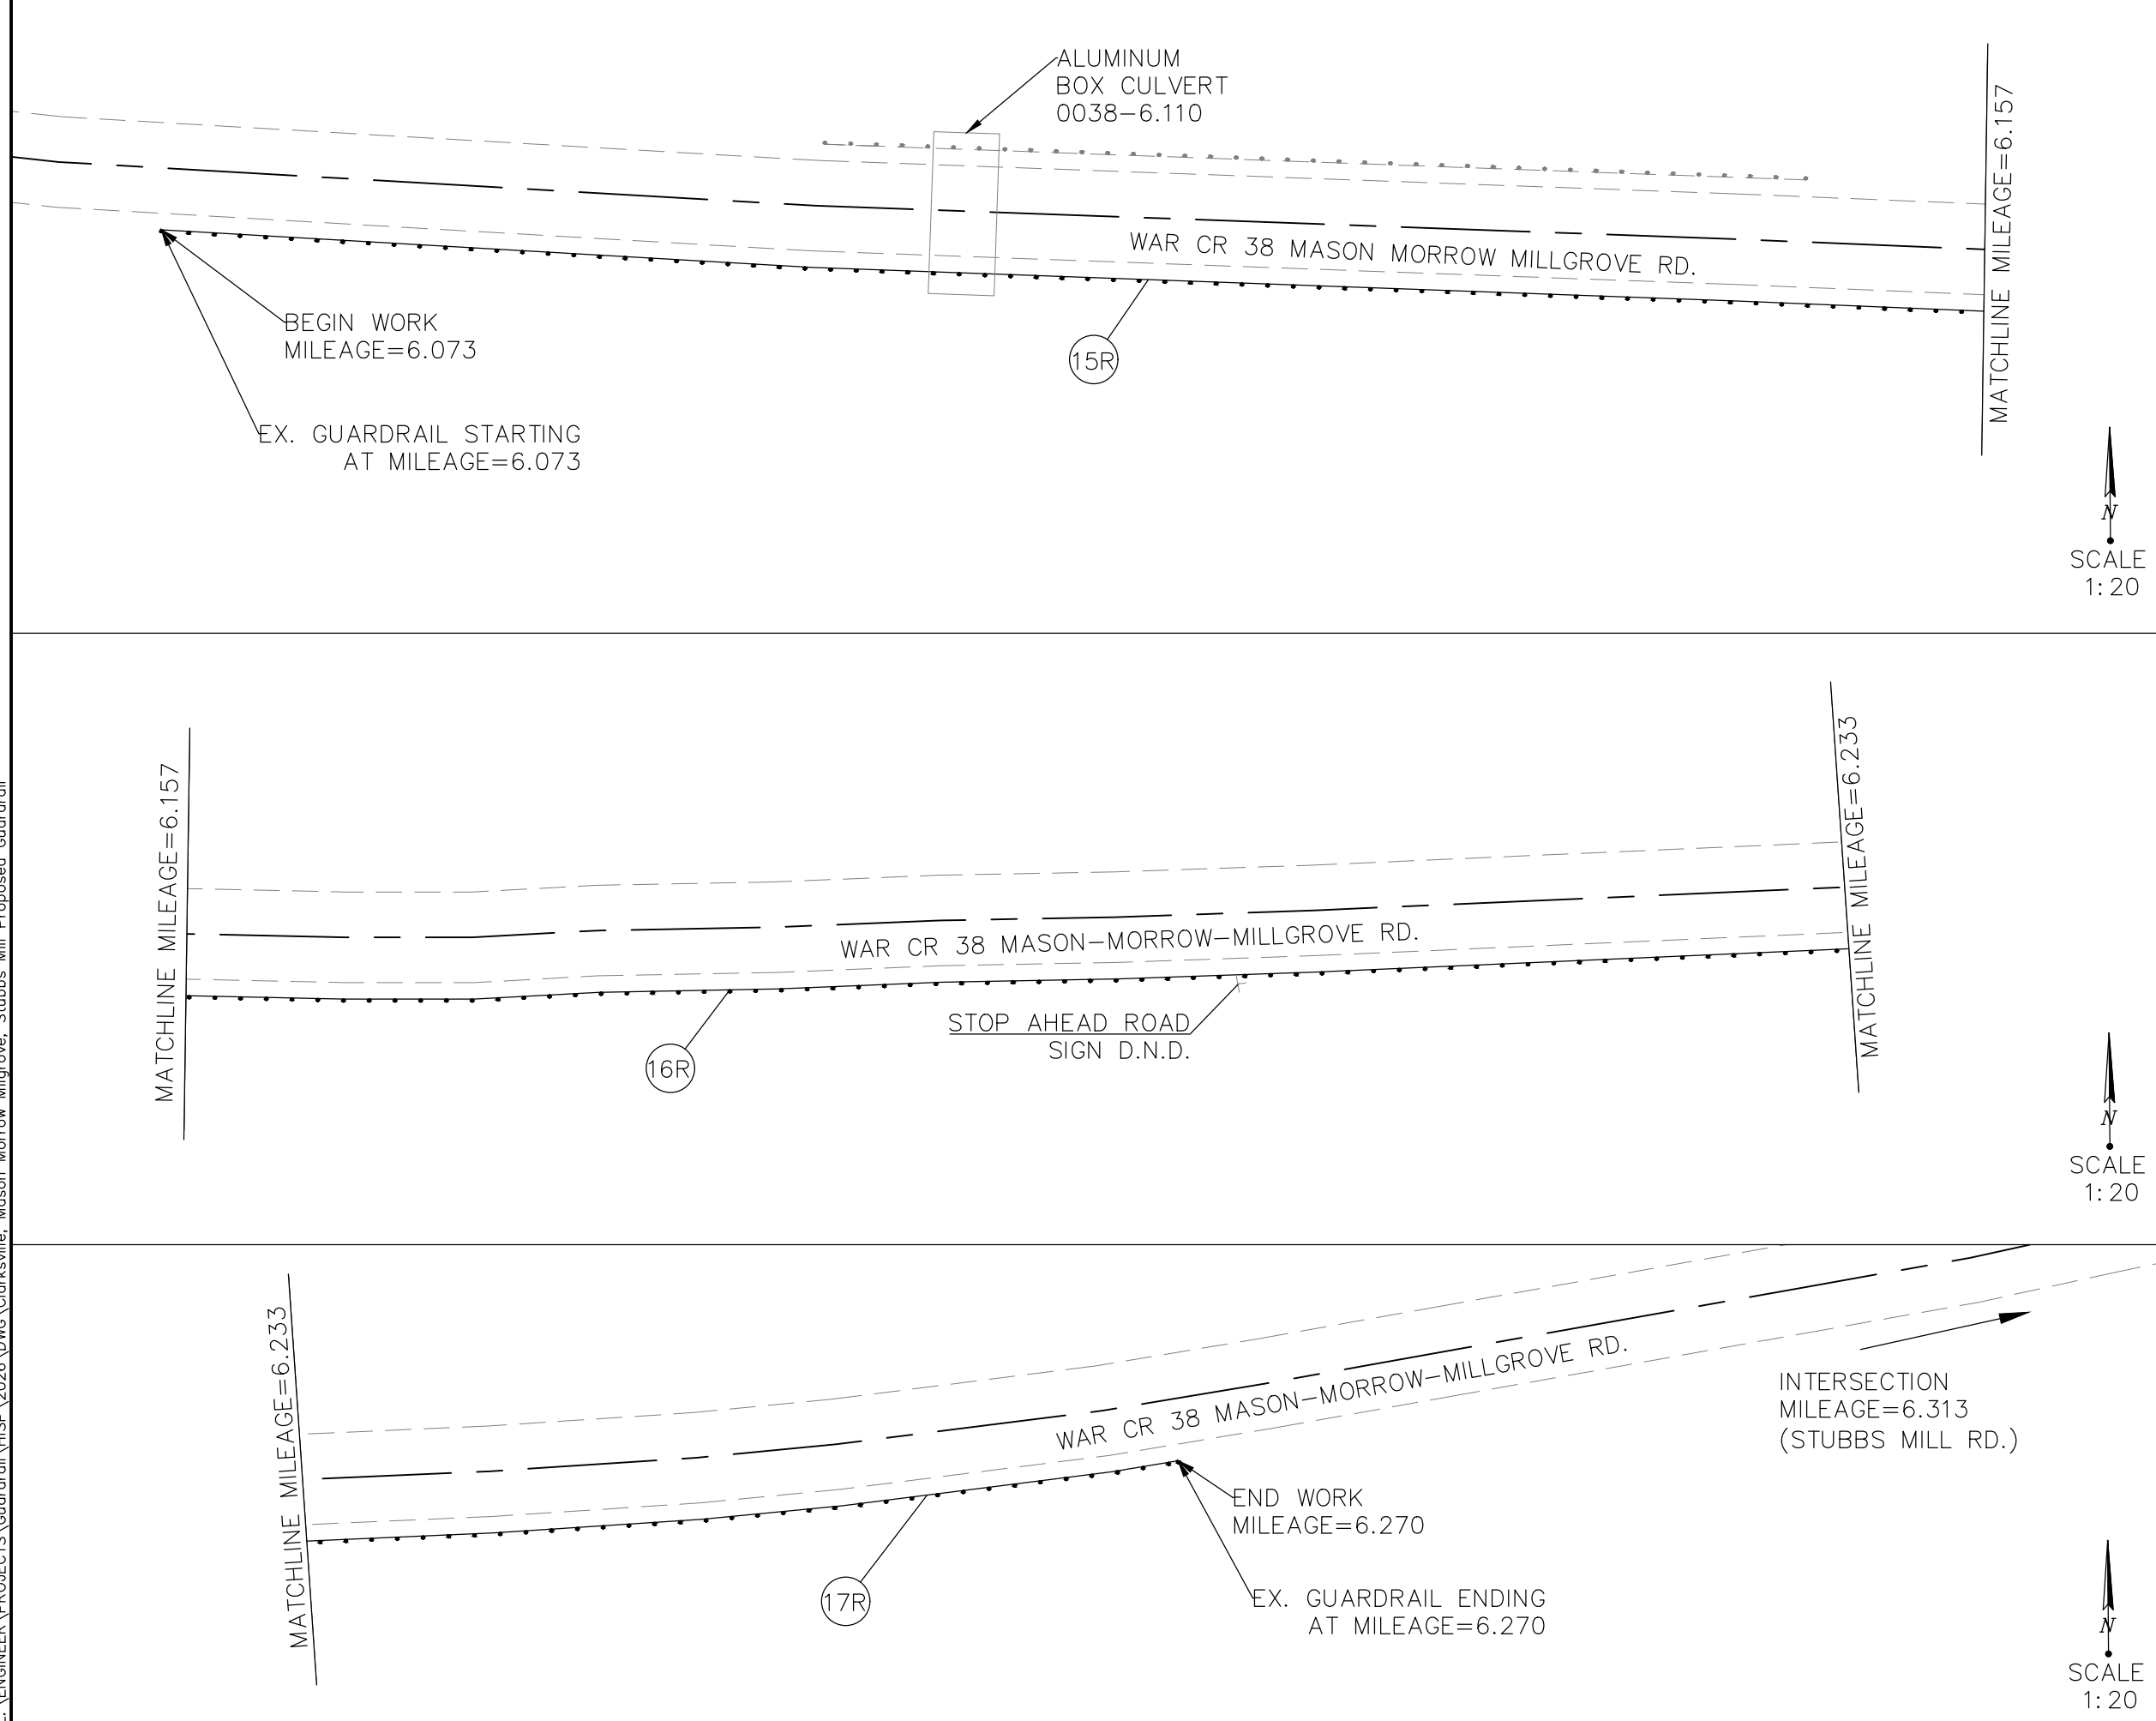 ALUMINUM
BOX CULVERT
0038-6.110
MATCHLINE MILEAGE=6.157
WAR CR 38 MASON MORROW MILLGROVE RD.
BEGIN WORK
MILEAGE=6.073
15R
EX. GUARDRAIL STARTING
AT MILEAGE=6.073
N
SCALE
1:20
MATCHLINE MILEAGE=6.157
MATCHLINE MILEAGE=6.233
WAR CR 38 MASON-MORROW-MILLGROVE RD.
STOP AHEAD ROAD
SIGN D.N.D.
16R
N
SCALE
1:20
MATCHLINE MILEAGE=6.233
WAR CR 38 MASON-MORROW-MILLGROVE RD.
INTERSECTION
MILEAGE=6.313
(STUBBS MILL RD.)
END WORK
MILEAGE=6.270
17R
EX. GUARDRAIL ENDING
AT MILEAGE=6.270
N
SCALE
1:20